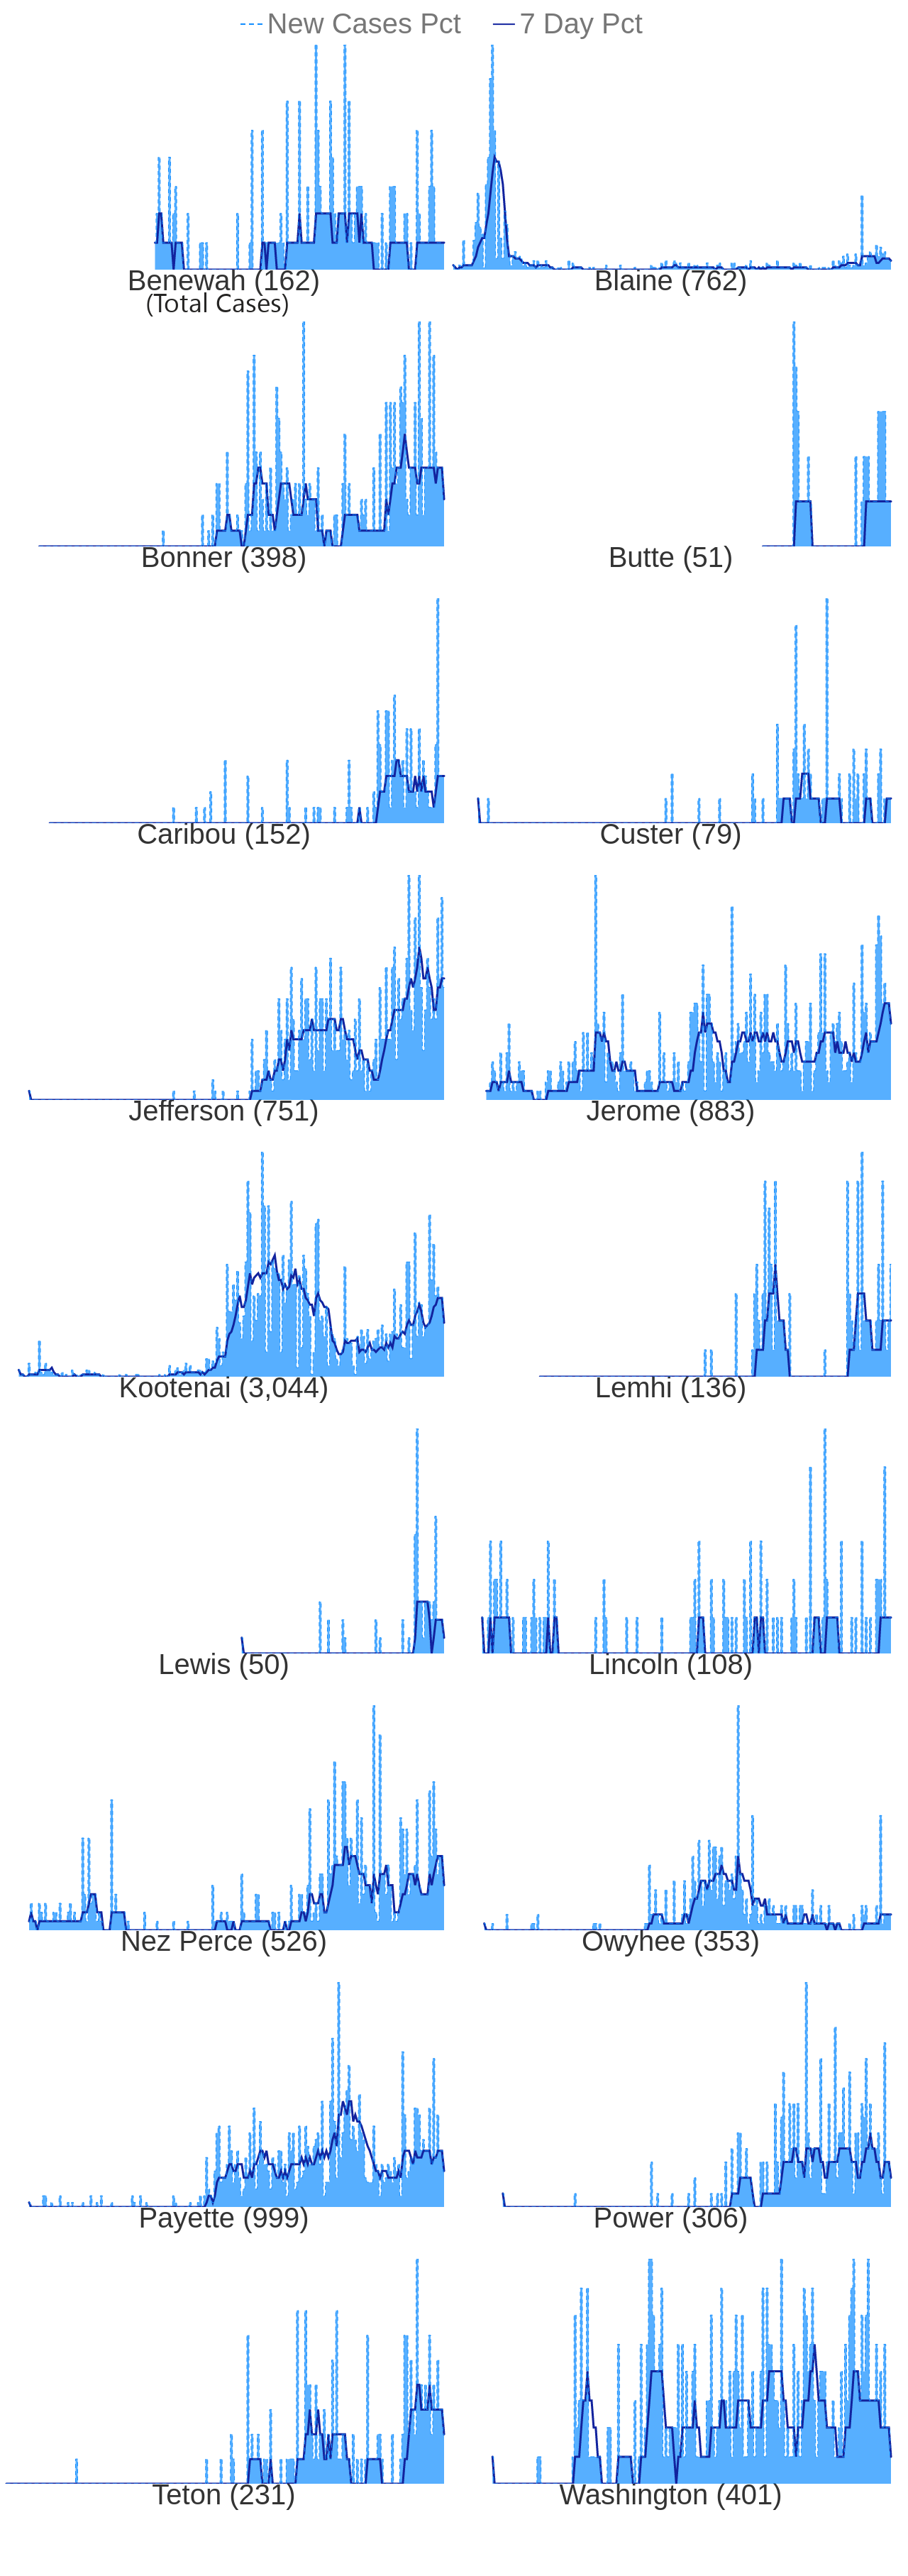 New Cases Pct 7 Day Pct
Benewah (162) Blaine (762)
(Total Cases)
Bonner (398) Butte (51)
Caribou (152) Custer (79)
Jefferson (751) Jerome (883)
Kootenai (3,044) Lemhi (136)
Lewis (50) Lincoln (108)
Nez Perce (526) Owyhee (353)
Payette (999) Power (306)
Teton (231) Washington (401)